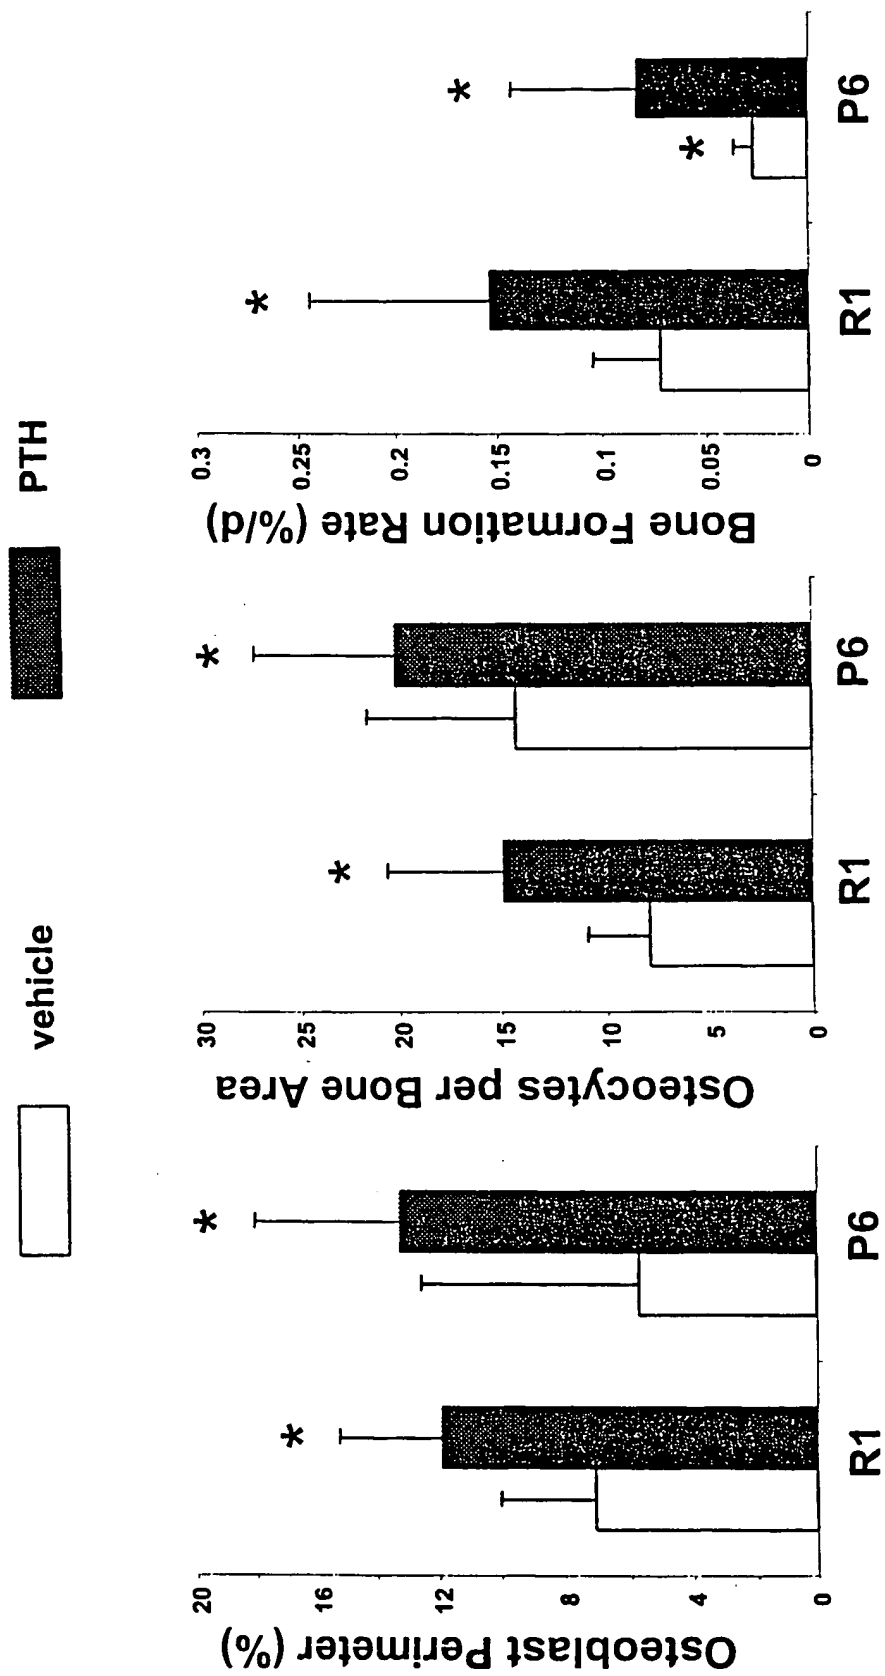 vehicle
PTH
Osteoblast Perimeter (%)
20
16
12
8
4
0
*
*
R1
P6
Osteocytes per Bone Area
30
25
20
15
10
5
0
*
*
R1
P6
Bone Formation Rate (%/d)
0.3
0.25
0.2
0.15
0.1
0.05
0
*
*
*
R1
P6